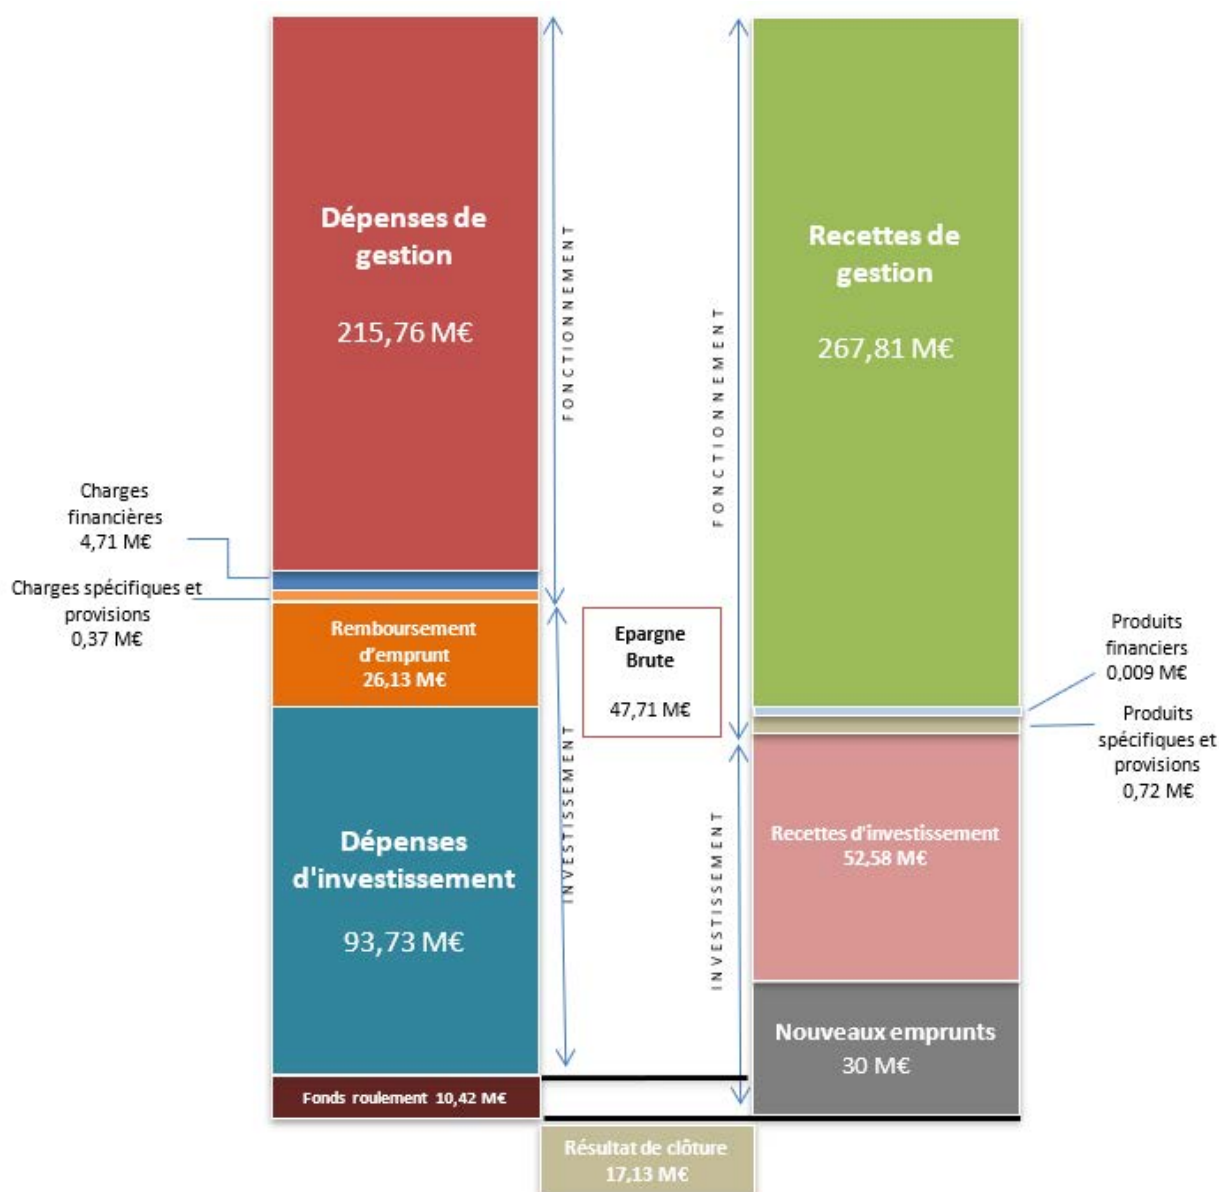 Dépenses de
gestion
215,76 M€
FONCTIONNEMENT
Charges
financières
4,71 M€
Charges spécifiques et
provisions
0,37 M€
Remboursement
d'emprunt
26,13 M€
Dépenses
d'investissement
93,73 M€
INVESTISSEMENT
Fonds roulement 10,42 M€
Epargne
Brute
47,71 M€
Recettes de
gestion
267,81 M€
FONCTIONNEMENT
Produits
financiers
0,009 M€
Produits
spécifiques et
provisions
0,72 M€
Recettes d'investissement
52,58 M€
INVESTISSEMENT
Nouveaux emprunts
30 M€
Résultat de clôture
17,13 M€